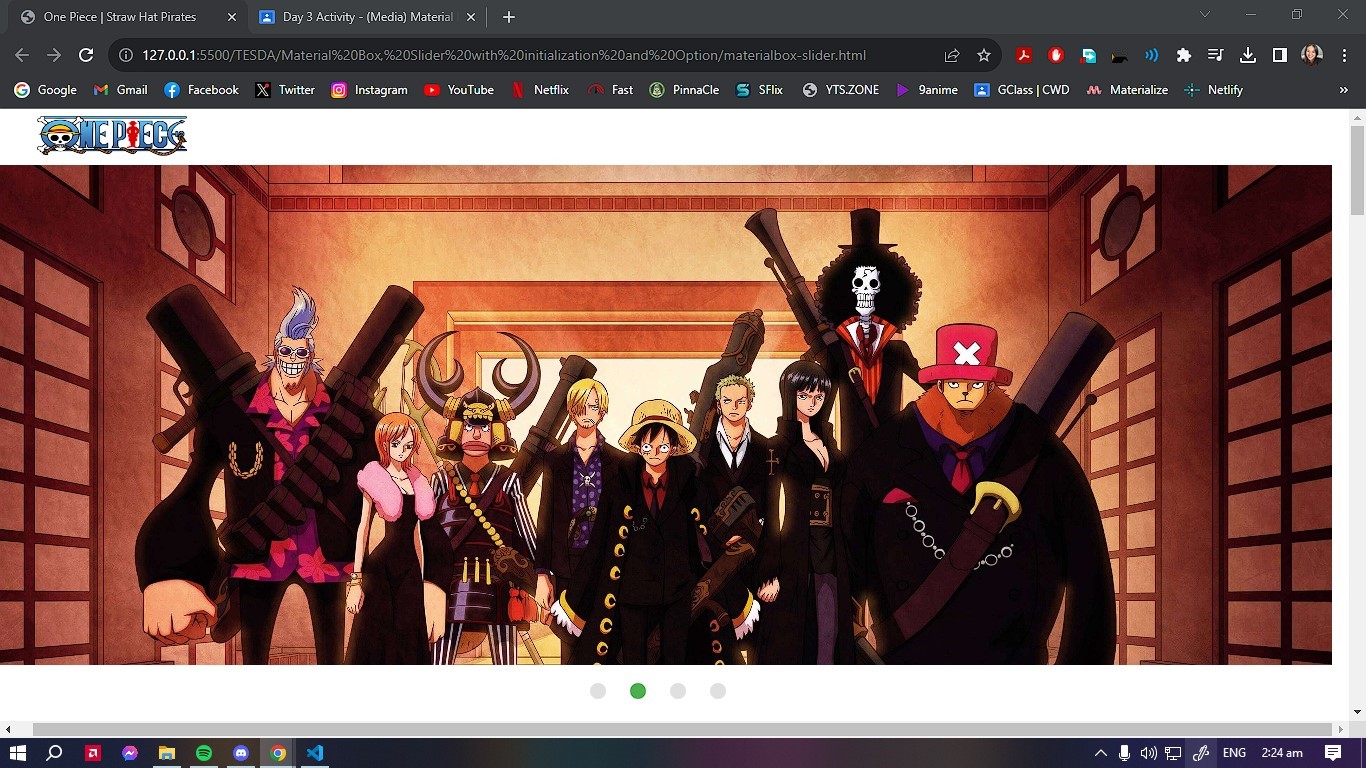 One Piece | Straw Hat Pirates
Day 3 Activity - (Media) Material
127.0.0.1:5500/TESDA/Material%20Box,%20Slider%20with%20initialization%20and%20Option/materialbox-slider.html
Google Gmail Facebook Twitter Instagram YouTube Netflix Fast PinnaCle SFlix YTS.ZONE 9anime GClass | CWD Materialize Netlify
ONE PIECE
ENG 2:24 am